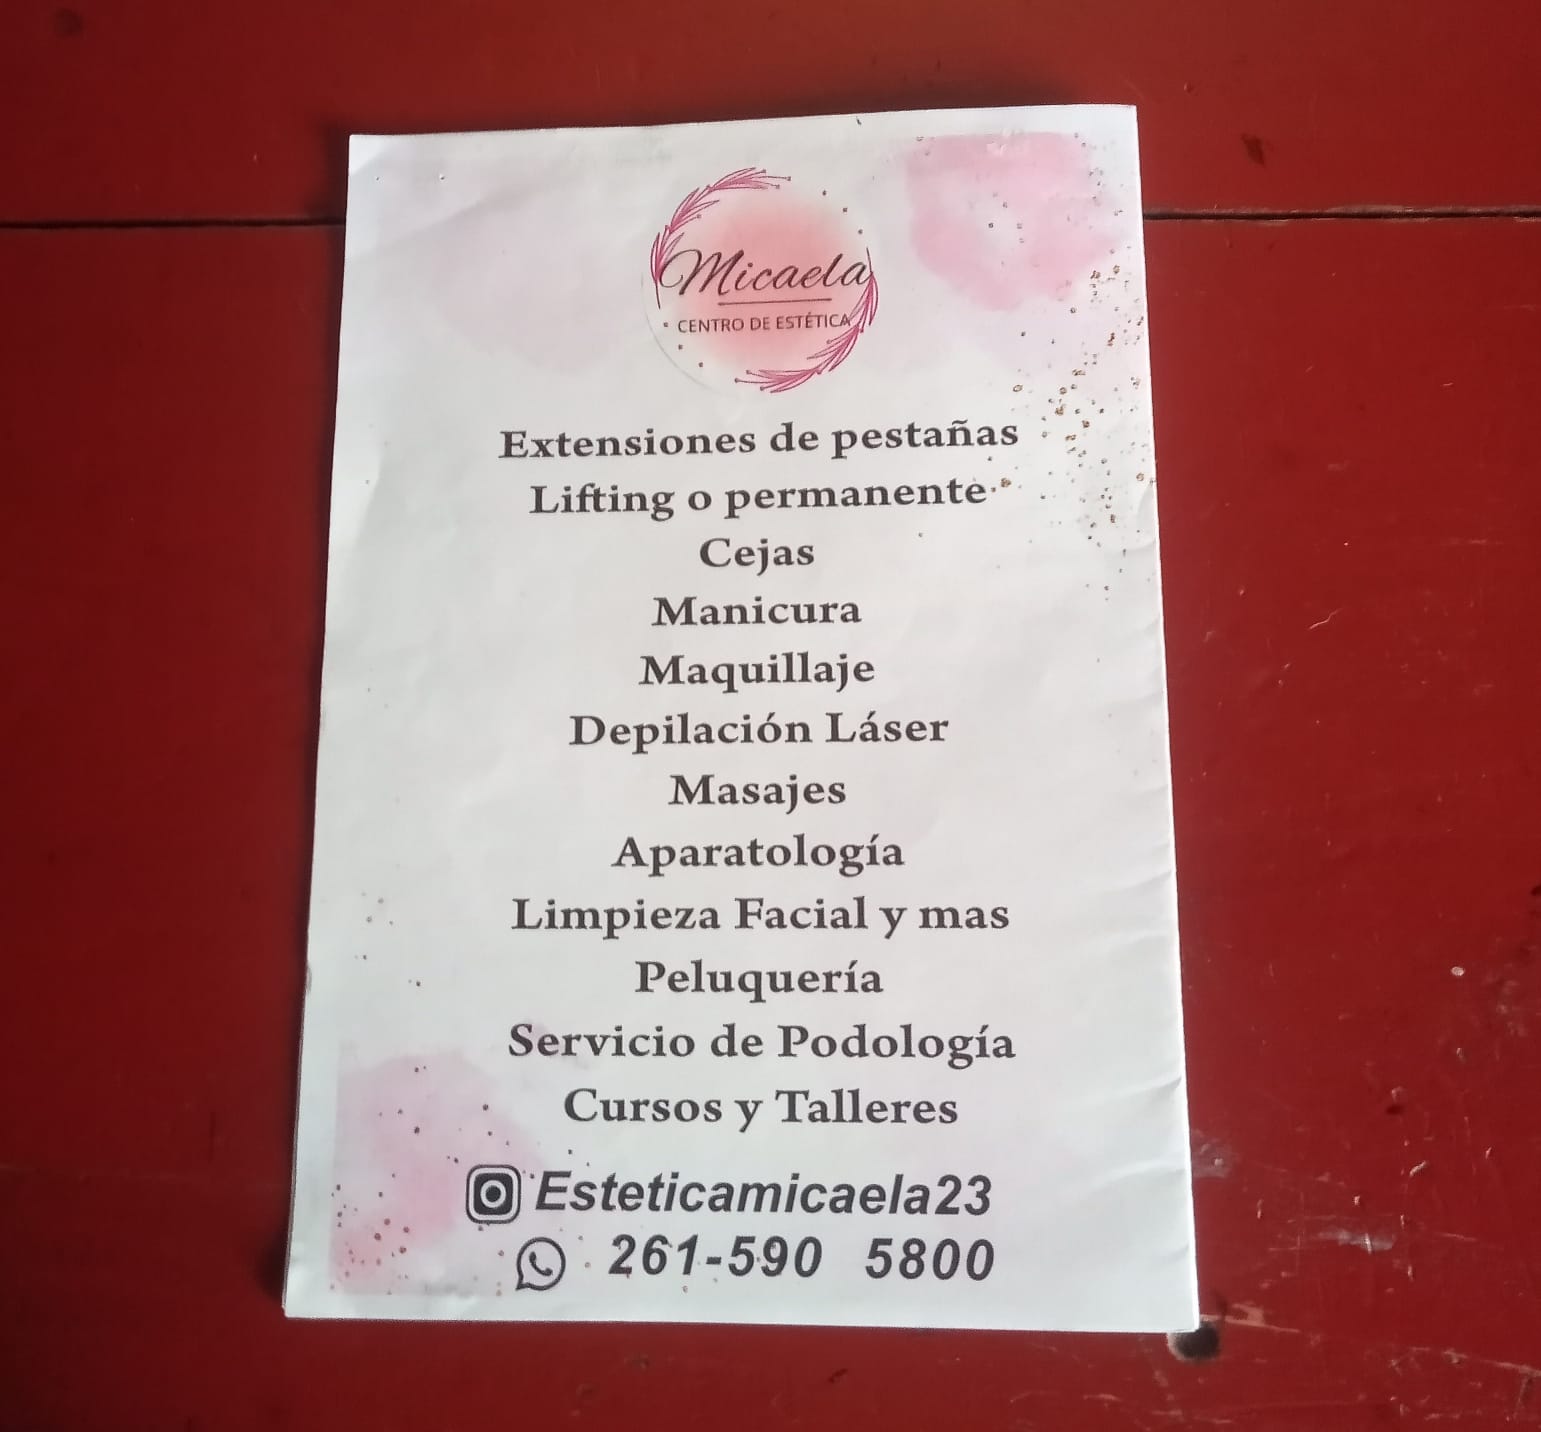 Micaela
CENTRO DE ESTÉTICA
Extensiones de pestañas
Lifting o permanente
Cejas
Manicura
Maquillaje
Depilación Láser
Masajes
Aparatología
Limpieza Facial y mas
Peluquería
Servicio de Podología
Cursos y Talleres
Esteticamicaela23
261-590 5800